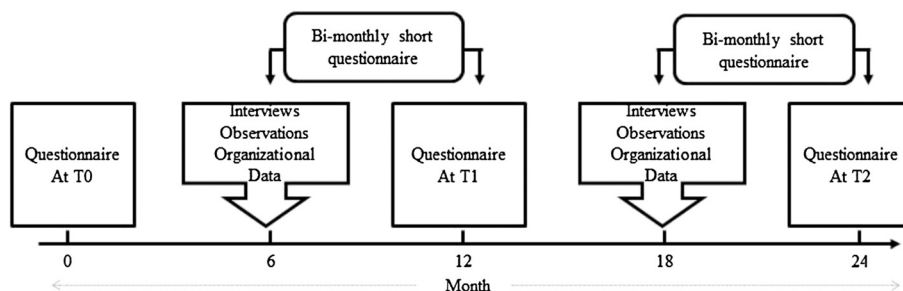 Bi-monthly short
questionnaire
Bi-monthly short
questionnaire
Questionnaire
At T0
Interviews
Observations
Organizational
Data
Questionnaire
At T1
Interviews
Observations
Organizational
Data
Questionnaire
At T2
0
6
12
18
24
Month